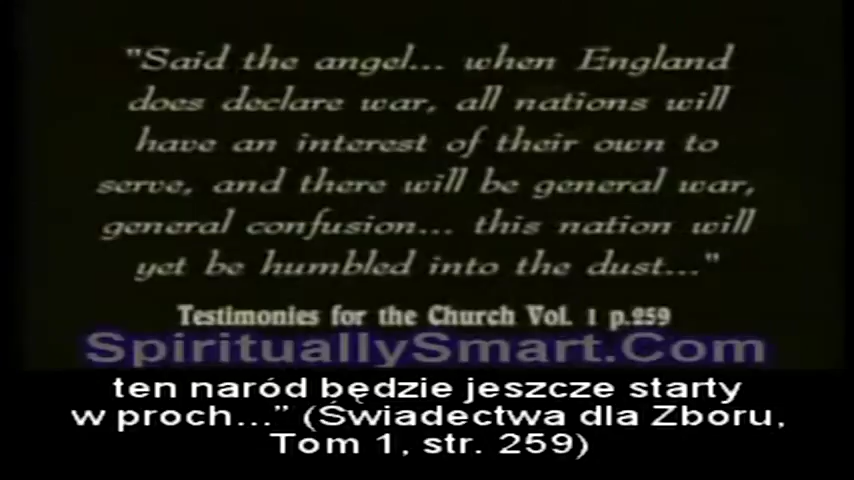 "Said the angel... when England
does declare war, all nations will
have an interest of their own to
serve, and there will be general war,
general confusion... this nation will
yet be humbled into the dust..."
Testimonies for the Church Vol. 1 p.259
SpirituallySmart.Com
ten naród będzie jeszcze starty
w proch...” (Świadectwa dla Zboru,
Tom 1, str. 259)